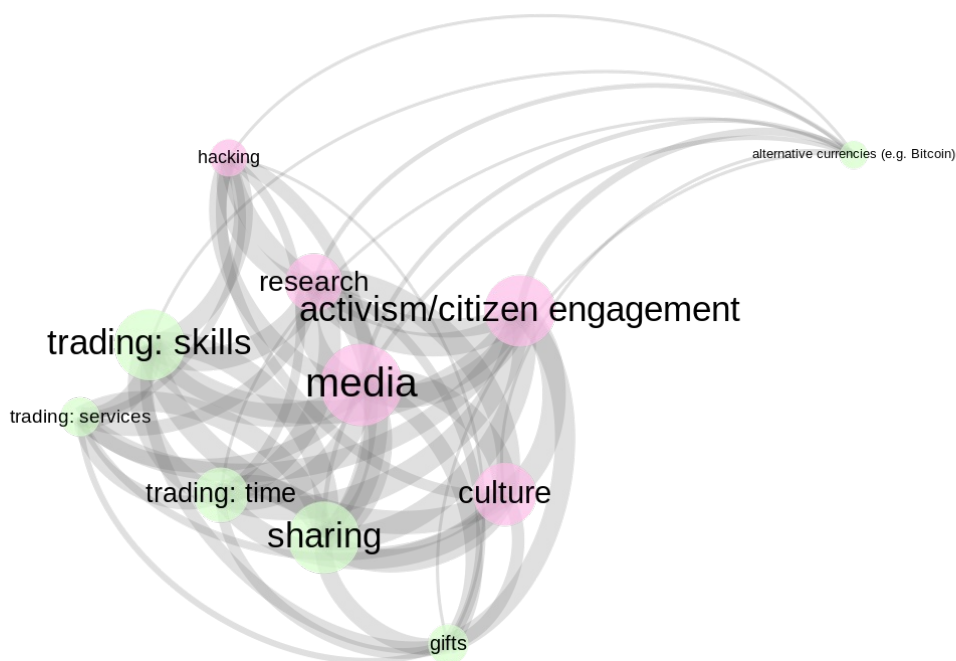 hacking
alternative currencies (e.g. Bitcoin)
research
activism/citizen engagement
trading: skills
media
trading: services
trading: time
culture
sharing
gifts